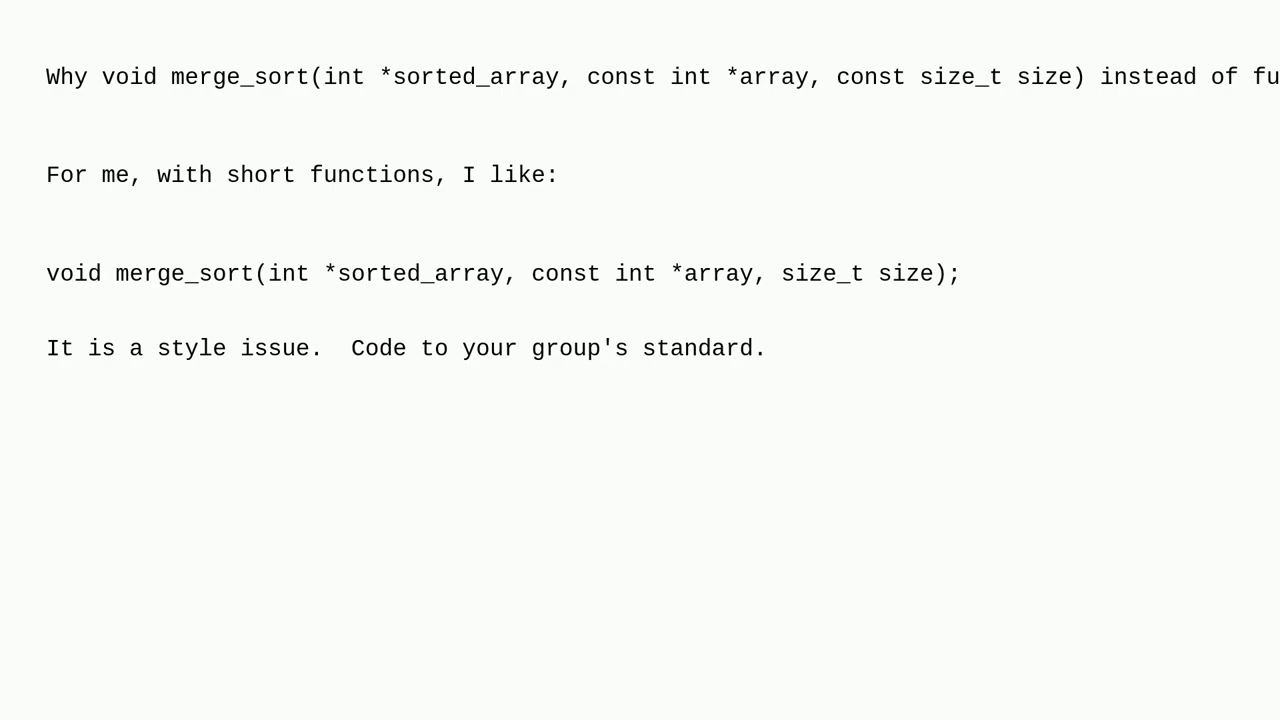 Why void merge_sort(int *sorted_array, const int *array, const size_t size) instead of
For me, with short functions, I like:
void merge_sort(int *sorted_array, const int *array, size_t size);
It is a style issue.  Code to your group's standard.